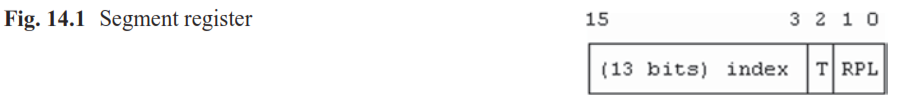 Fig. 14.1 Segment register
15 3 2 1 0
(13 bits) index T RPL